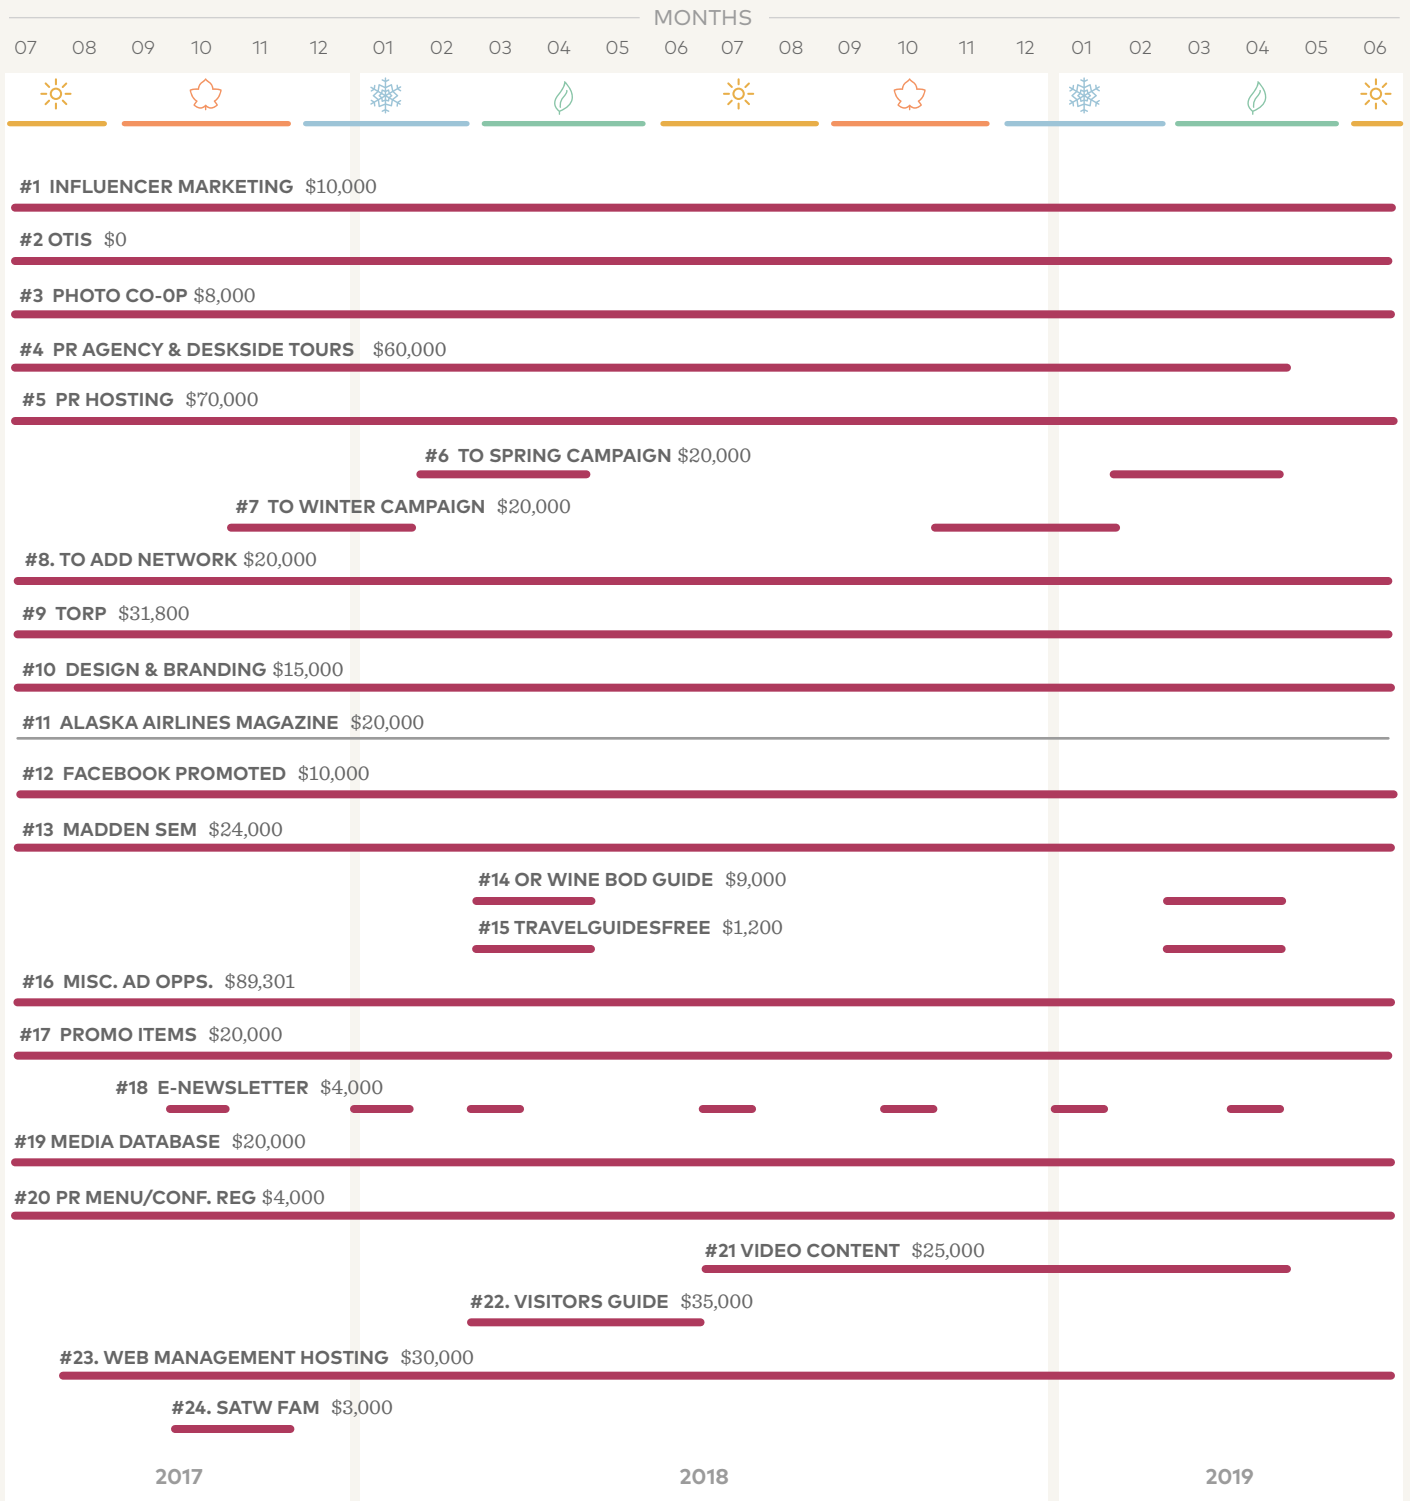 MONTHS
07 08 09 10 11 12 01 02 03 04 05 06 07 08 09 10 11 12 01 02 03 04 05 06
#1 INFLUENCER MARKETING $10,000
#2 OTIS $0
#3 PHOTO CO-0P $8,000
#4 PR AGENCY & DESKSIDE TOURS $60,000
#5 PR HOSTING $70,000
#6 TO SPRING CAMPAIGN $20,000
#7 TO WINTER CAMPAIGN $20,000
#8. TO ADD NETWORK $20,000
#9 TORP $31,800
#10 DESIGN & BRANDING $15,000
#11 ALASKA AIRLINES MAGAZINE $20,000
#12 FACEBOOK PROMOTED $10,000
#13 MADDEN SEM $24,000
#14 OR WINE BOD GUIDE $9,000
#15 TRAVELGUIDESFREE $1,200
#16 MISC. AD OPPS. $89,301
#17 PROMO ITEMS $20,000
#18 E-NEWSLETTER $4,000
#19 MEDIA DATABASE $20,000
#20 PR MENU/CONF. REG $4,000
#21 VIDEO CONTENT $25,000
#22. VISITORS GUIDE $35,000
#23. WEB MANAGEMENT HOSTING $30,000
#24. SATW FAM $3,000
2017 2018 2019